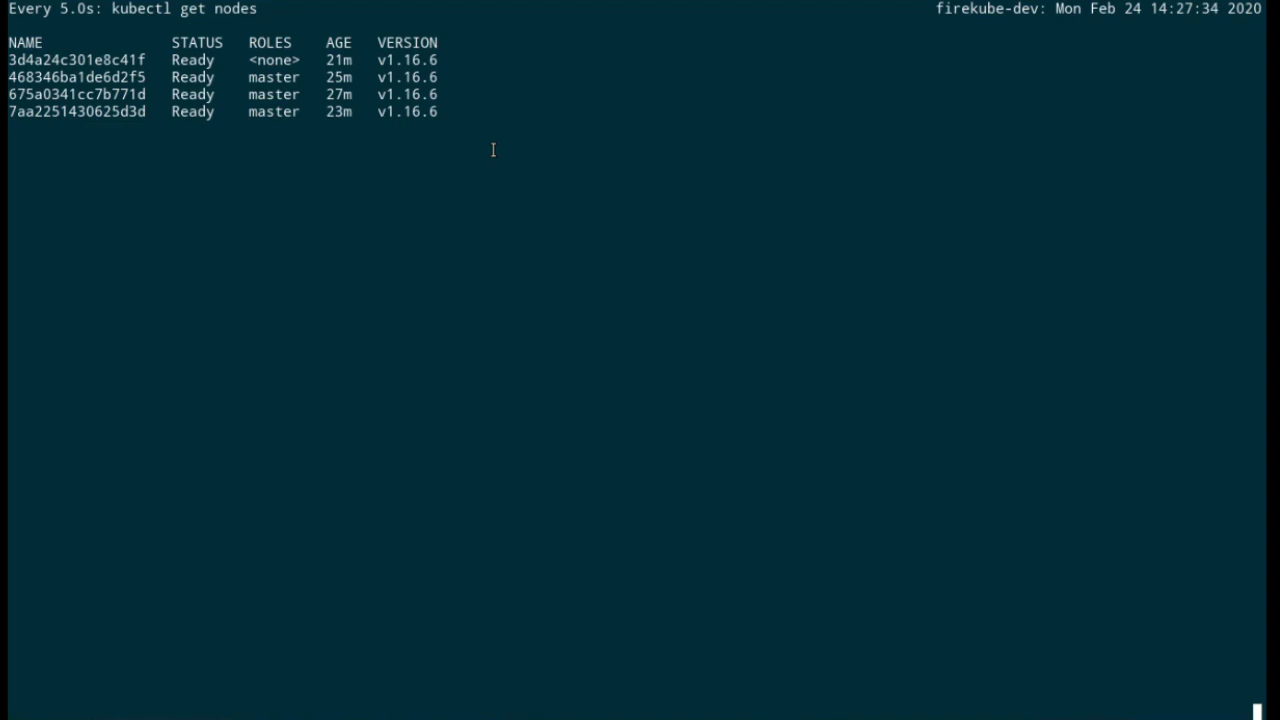 Every 5.0s: kubectl get nodes firekube-dev: Mon Feb 24 14:27:34 2020
NAME STATUS ROLES AGE VERSION
3d4a24c301e8c41f Ready <none> 21m v1.16.6
468346ba1de6d2f5 Ready master 25m v1.16.6
675a0341cc7b771d Ready master 27m v1.16.6
7aa2251430625d3d Ready master 23m v1.16.6